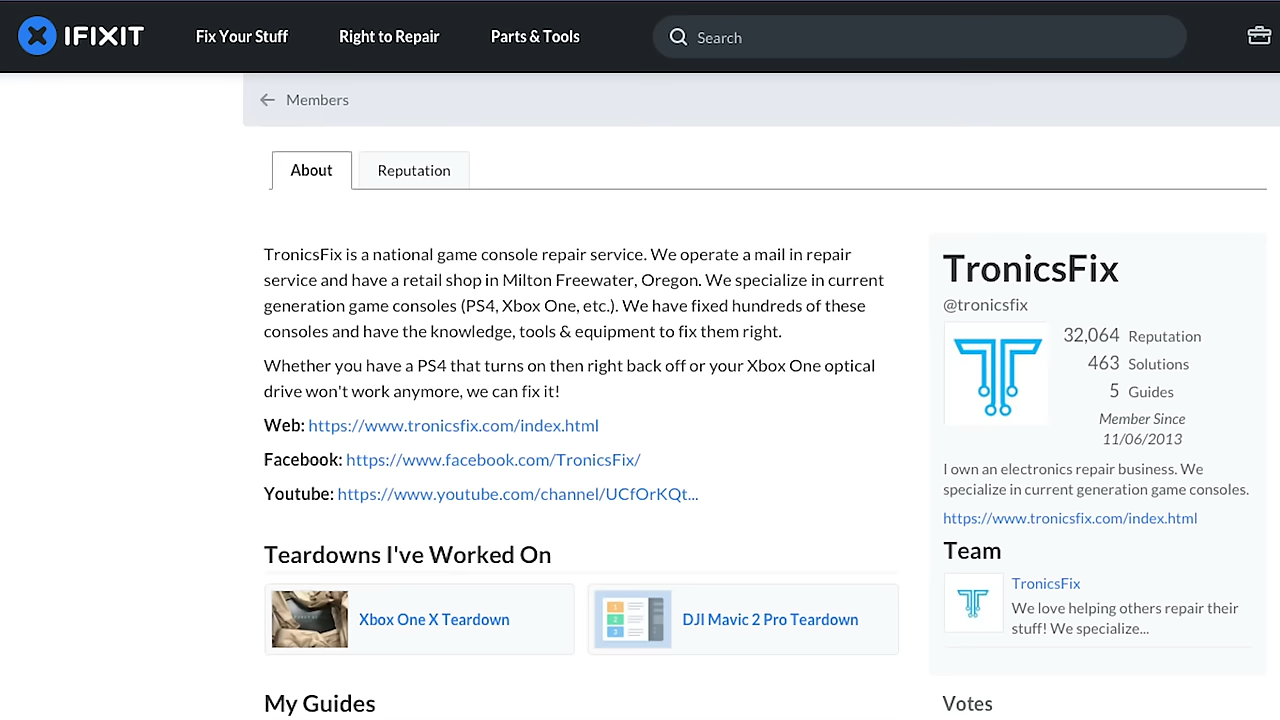 IFIXIT Fix Your Stuff Right to Repair Parts & Tools Search
Members
About Reputation
TronicsFix is a national game console repair service. We operate a mail in repair
service and have a retail shop in Milton Freewater, Oregon. We specialize in current
generation game consoles (PS4, Xbox One, etc.). We have fixed hundreds of these
consoles and have the knowledge, tools & equipment to fix them right.
Whether you have a PS4 that turns on then right back off or your Xbox One optical
drive won't work anymore, we can fix it!
Web: https://www.tronicsfix.com/index.html
Facebook: https://www.facebook.com/TronicsFix/
Youtube: https://www.youtube.com/channel/UCfOrKQt...
Teardowns I've Worked On
Xbox One X Teardown
DJI Mavic 2 Pro Teardown
My Guides
TronicsFix
@tronicsfix
32,064 Reputation
463 Solutions
5 Guides
Member Since
11/06/2013
I own an electronics repair business. We
specialize in current generation game consoles.
https://www.tronicsfix.com/index.html
Team
TronicsFix
We love helping others repair their
stuff! We specialize...
Votes